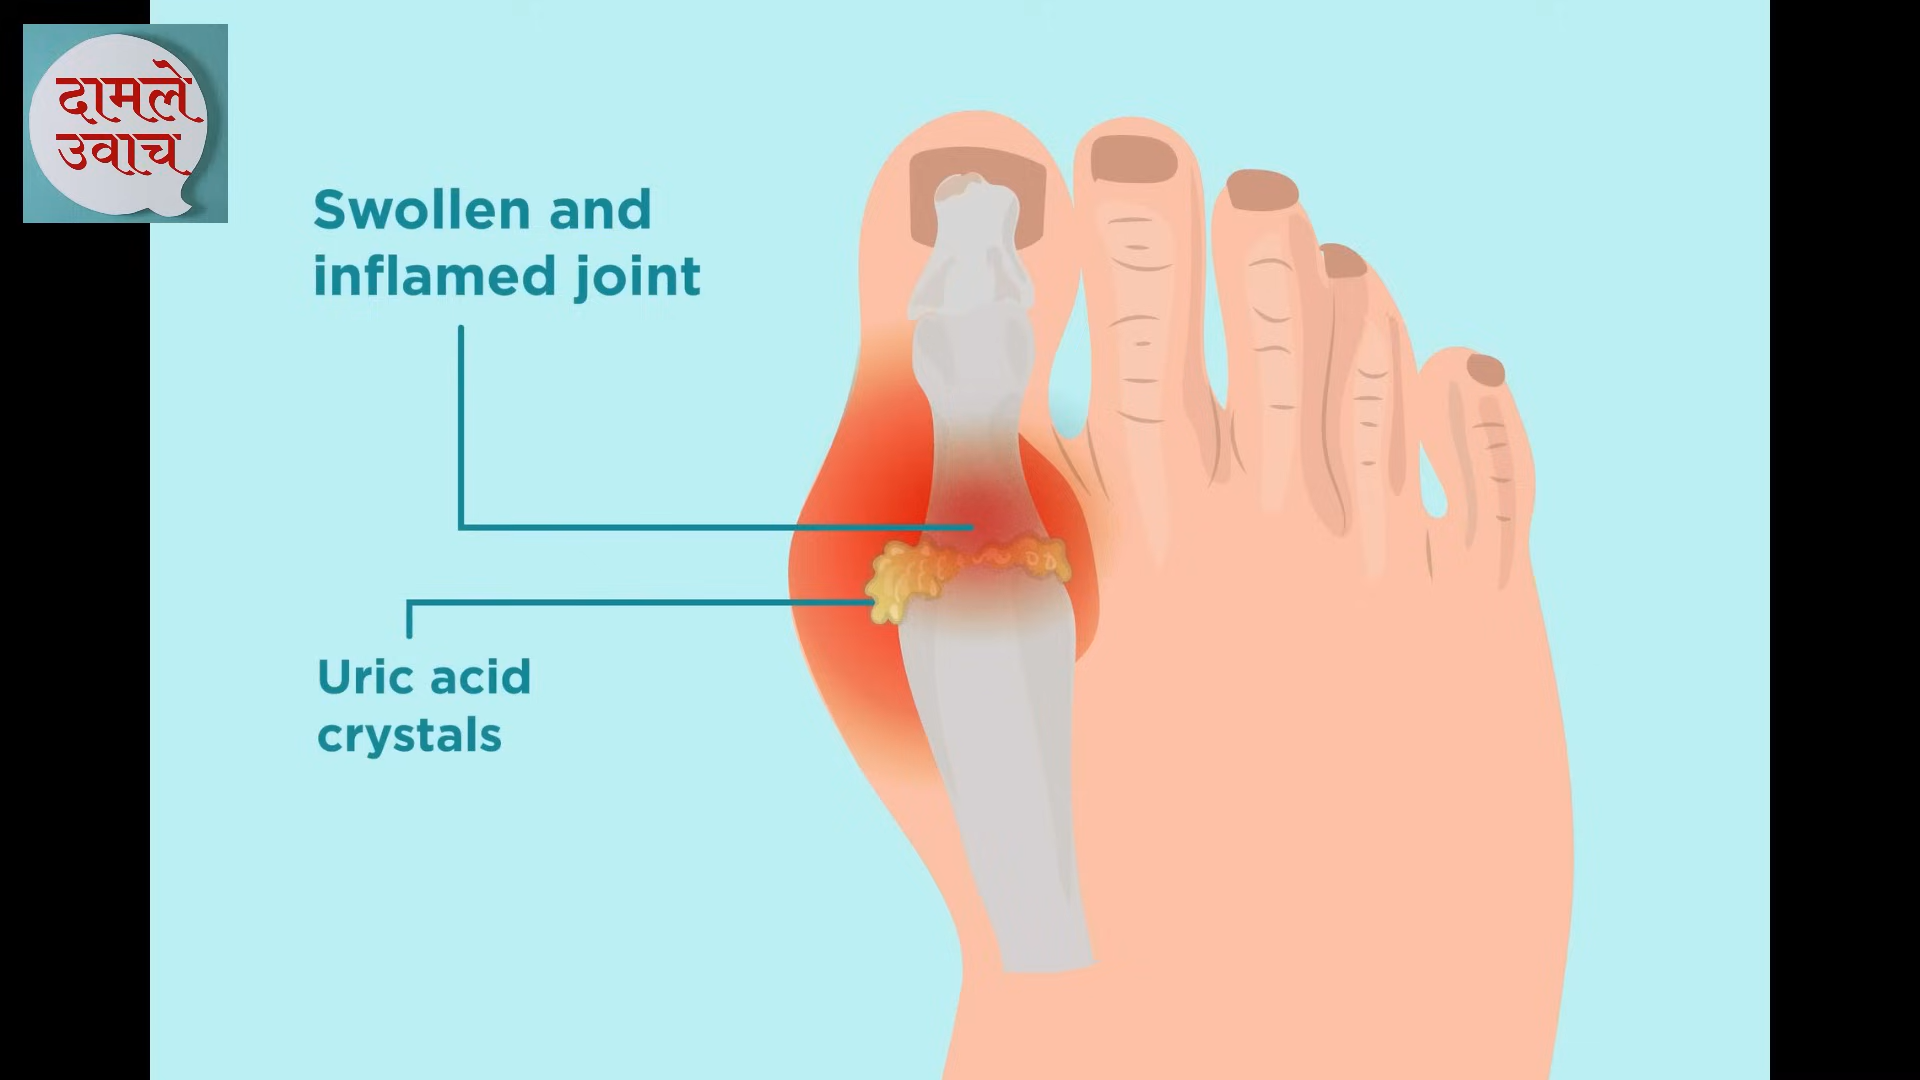 दामले
उवाच
Swollen and
inflamed joint
Uric acid
crystals